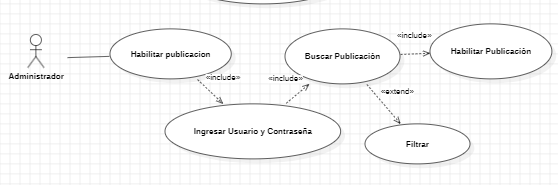 «include»
Habilitar publicacion
Buscar Publicación
Habilitar Publicación
Administrador
«include»
«include»
«extend»
Ingresar Usuario y Contraseña
Filtrar